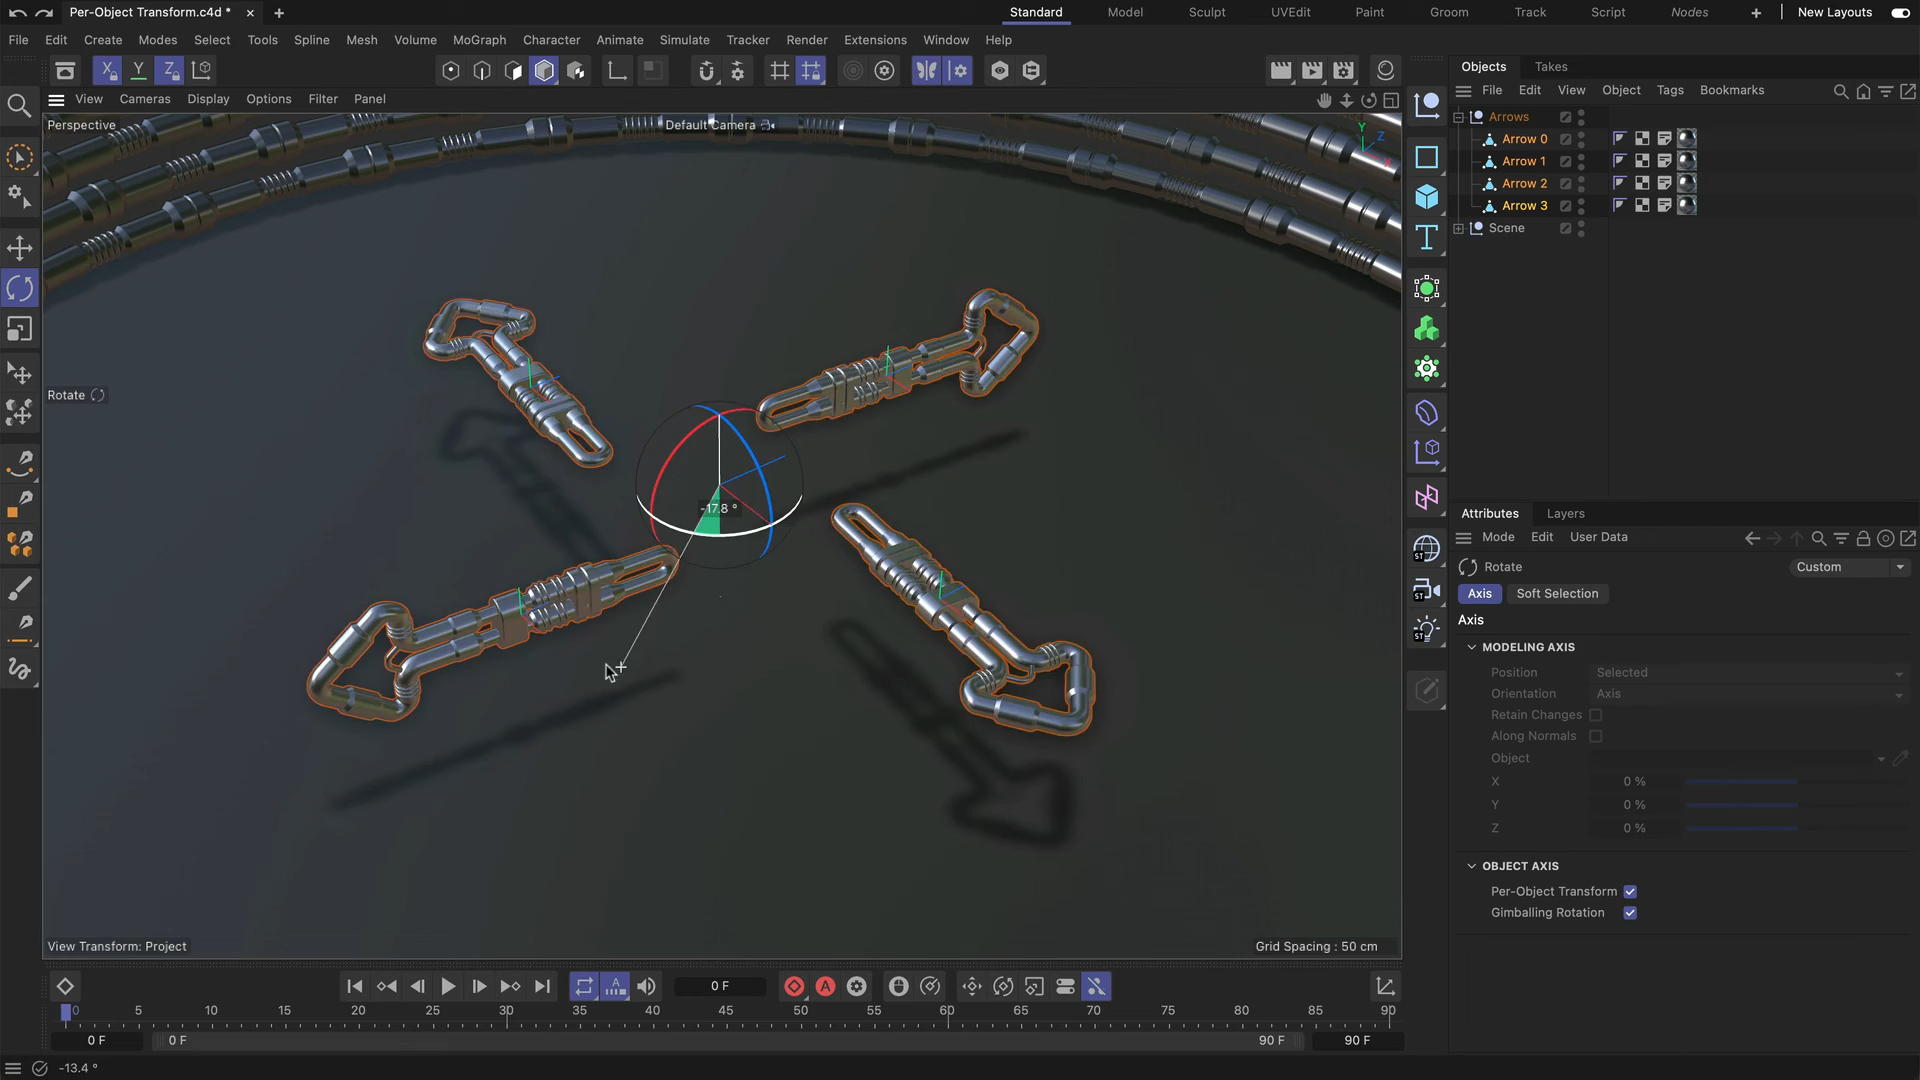 Per-Object Transform.c4d *
Standard
Model
Sculpt
UVEdit
Paint
Groom
Track
Script
Nodes
New Layouts
File
Edit
Create
Modes
Select
Tools
Spline
Mesh
Volume
MoGraph
Character
Animate
Simulate
Tracker
Render
Extensions
Window
Help
X
Y
Z
View
Cameras
Display
Options
Filter
Panel
Perspective
Default Camera
Y
Z
X
Rotate
-17.8 °
View Transform: Project
Grid Spacing : 50 cm
T
ST
ST
ST
Objects
Takes
File
Edit
View
Object
Tags
Bookmarks
Arrows
Arrow 0
Arrow 1
Arrow 2
Arrow 3
Scene
Attributes
Layers
Mode
Edit
User Data
Rotate
Custom
Axis
Soft Selection
Axis
MODELING AXIS
Position
Selected
Orientation
Axis
Retain Changes
Along Normals
Object
X
0 %
Y
0 %
Z
0 %
OBJECT AXIS
Per-Object Transform
Gimballing Rotation
A
0 F
A
0
5
10
15
20
25
30
35
40
45
50
55
60
65
70
75
80
85
90
0 F
0 F
90 F
90 F
-13.4 °